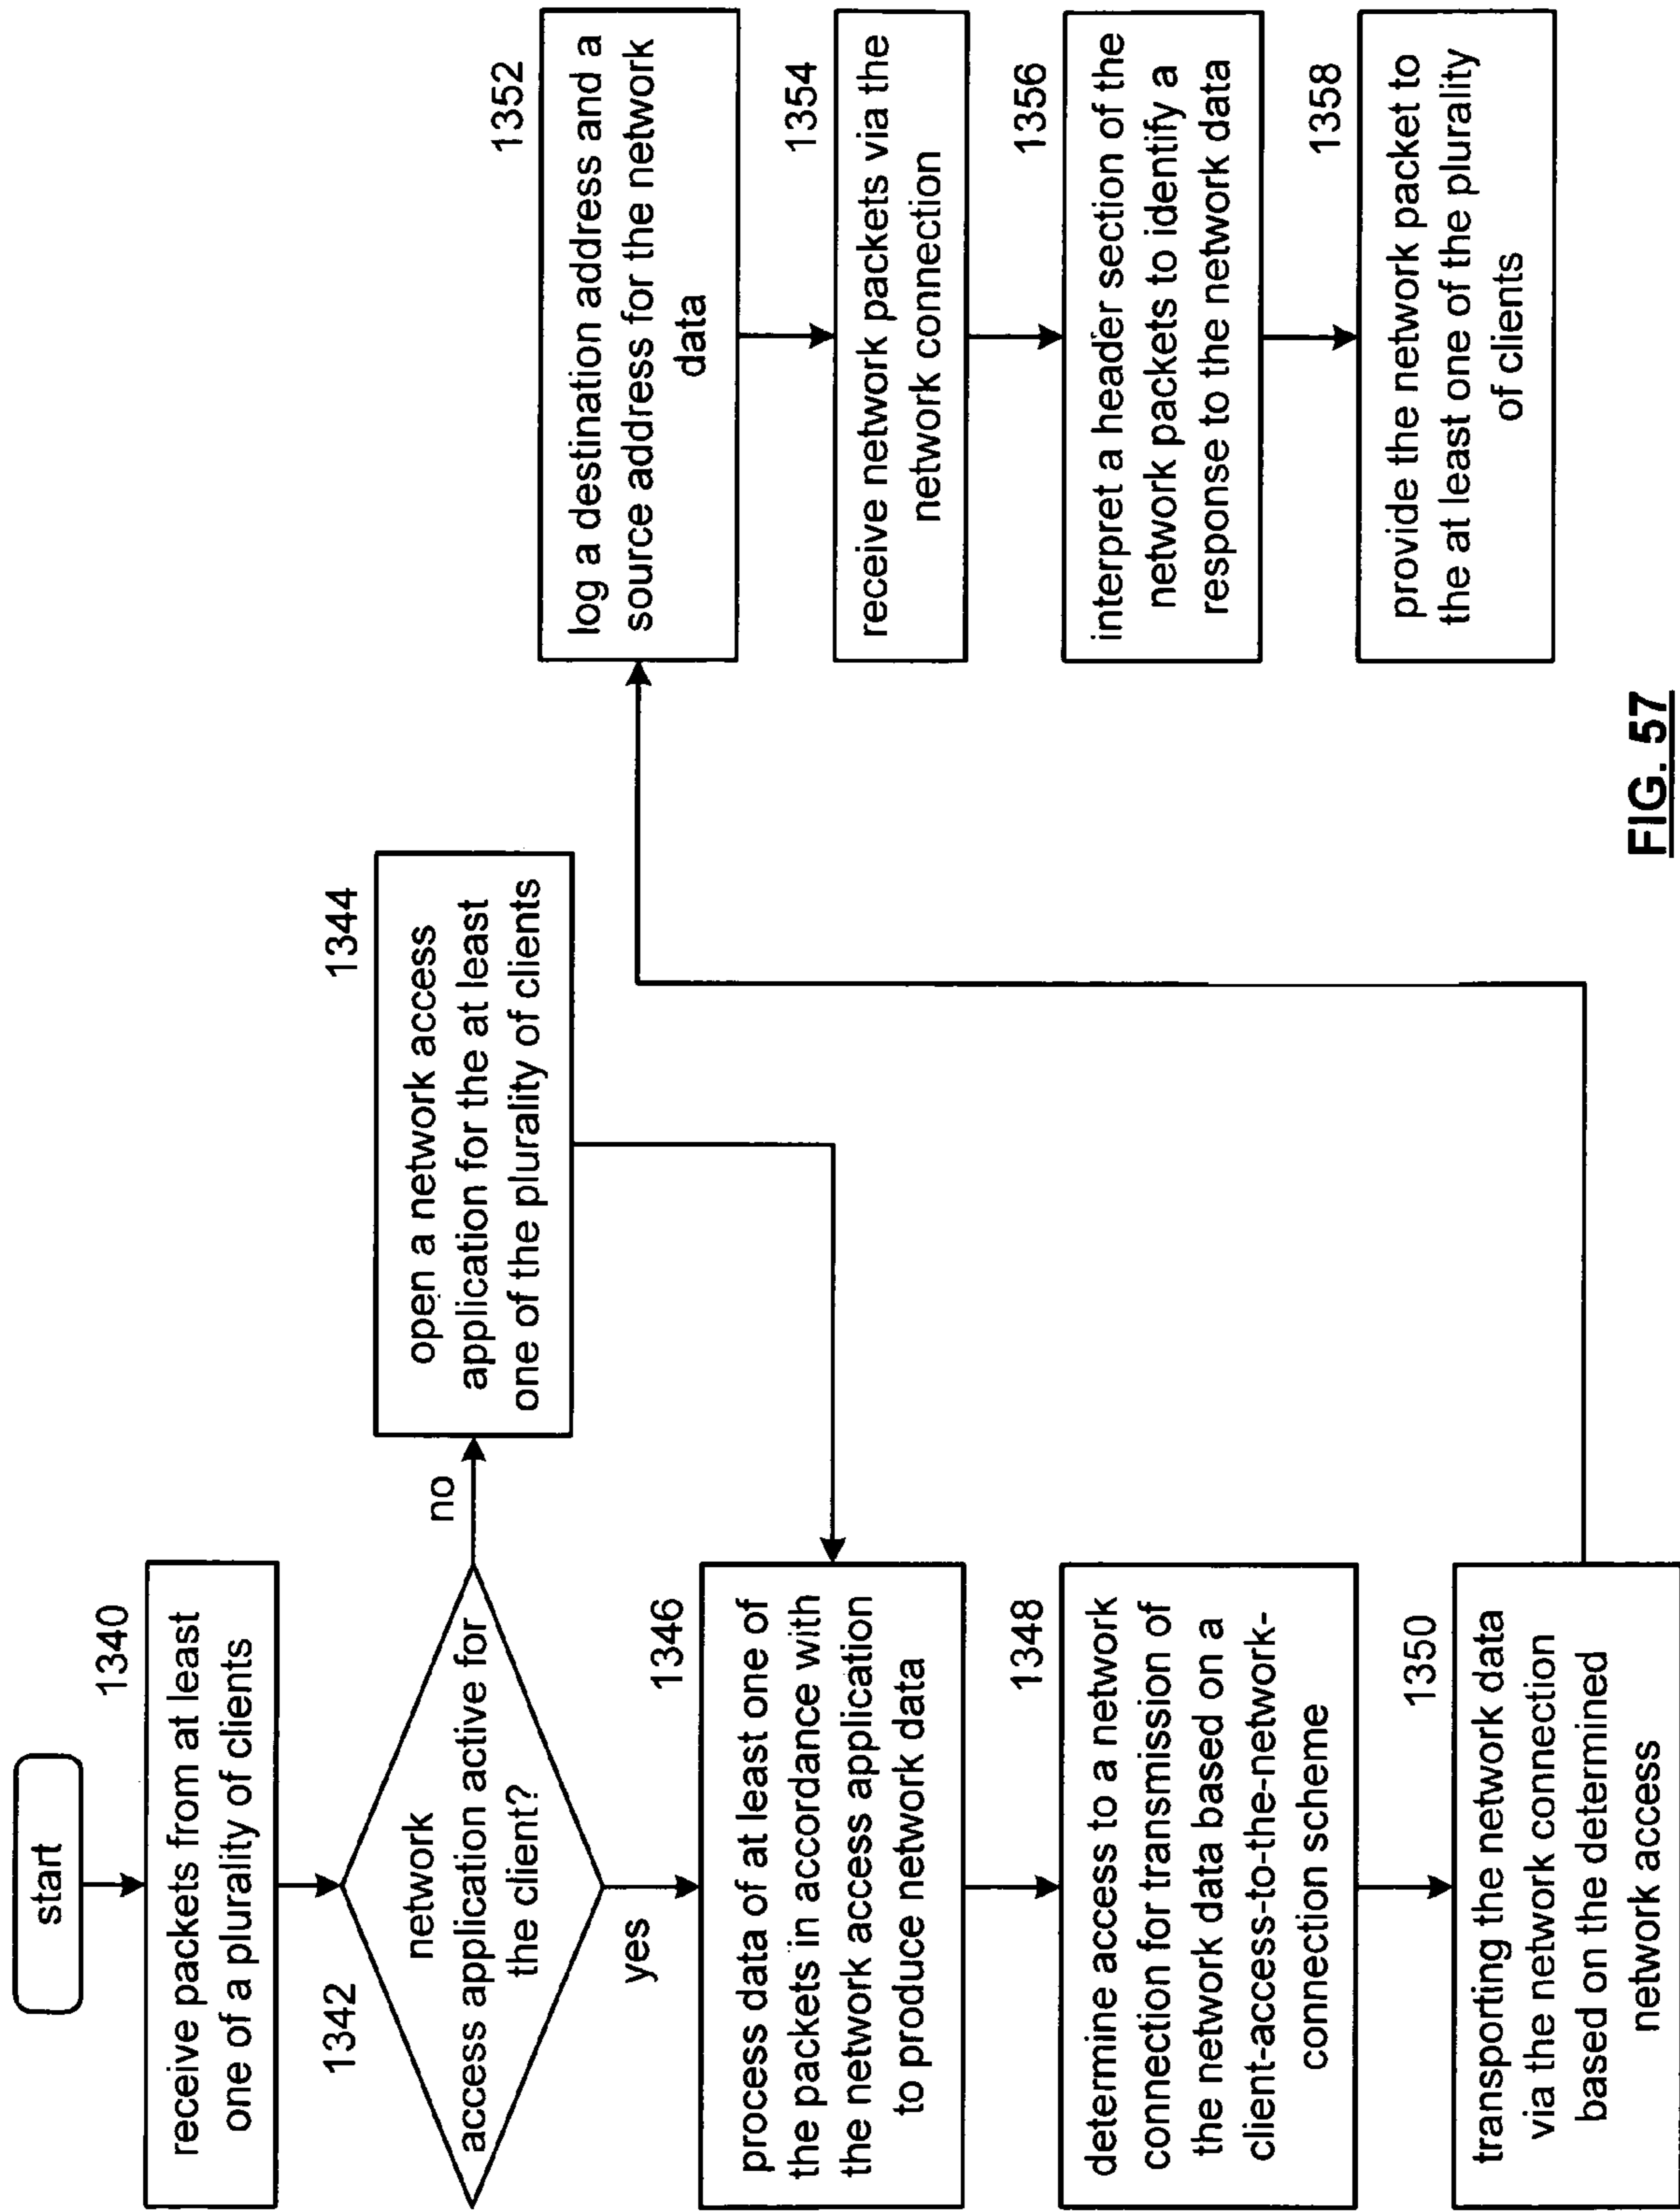 start
1340
receive packets from at least
one of a plurality of clients
1342
network
access application active for
the client?
no
yes
1344
open a network access
application for the at least
one of the plurality of clients
1346
process data of at least one of
the packets in accordance with
the network access application
to produce network data
1348
determine access to a network
connection for transmission of
the network data based on a
client-access-to-the-network-
connection scheme
1350
transporting the network data
via the network connection
based on the determined
network access
1352
log a destination address and a
source address for the network
data
1354
receive network packets via the
network connection
1356
interpret a header section of the
network packets to identify a
response to the network data
1358
provide the network packet to
the at least one of the plurality
of clients
FIG. 57